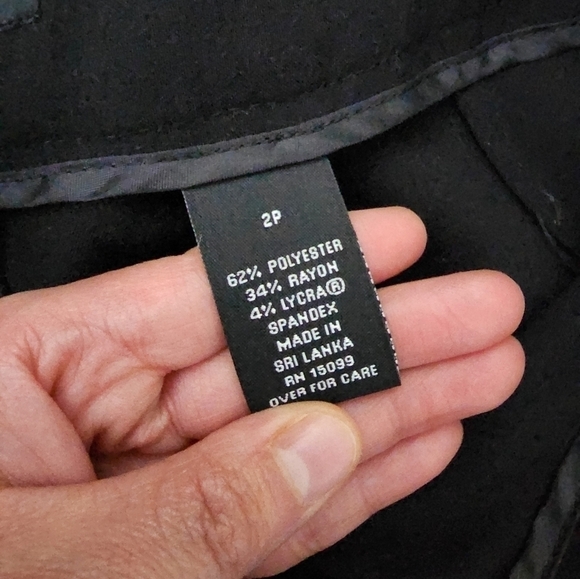 2P
62% POLYESTER
34% RAYON
4% LYCRA®
SPANDEX
MADE IN
SRI LANKA
RN 15099
OVER FOR CARE